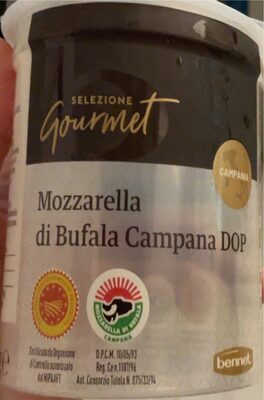 SELEZIONE
Gourmet
CAMPANIA
Mozzarella
di Bufala Campana DOP
MOZZARELLA DI BUFALA
CAMPANA
Certificato da Organismo
di Controllo autorizzato
dal MIPAAFT
D.P.C.M. 10/05/93
Reg. Ce n. 1107/96
Aut. Consorzio Tutela N. 075/33/94
bennet